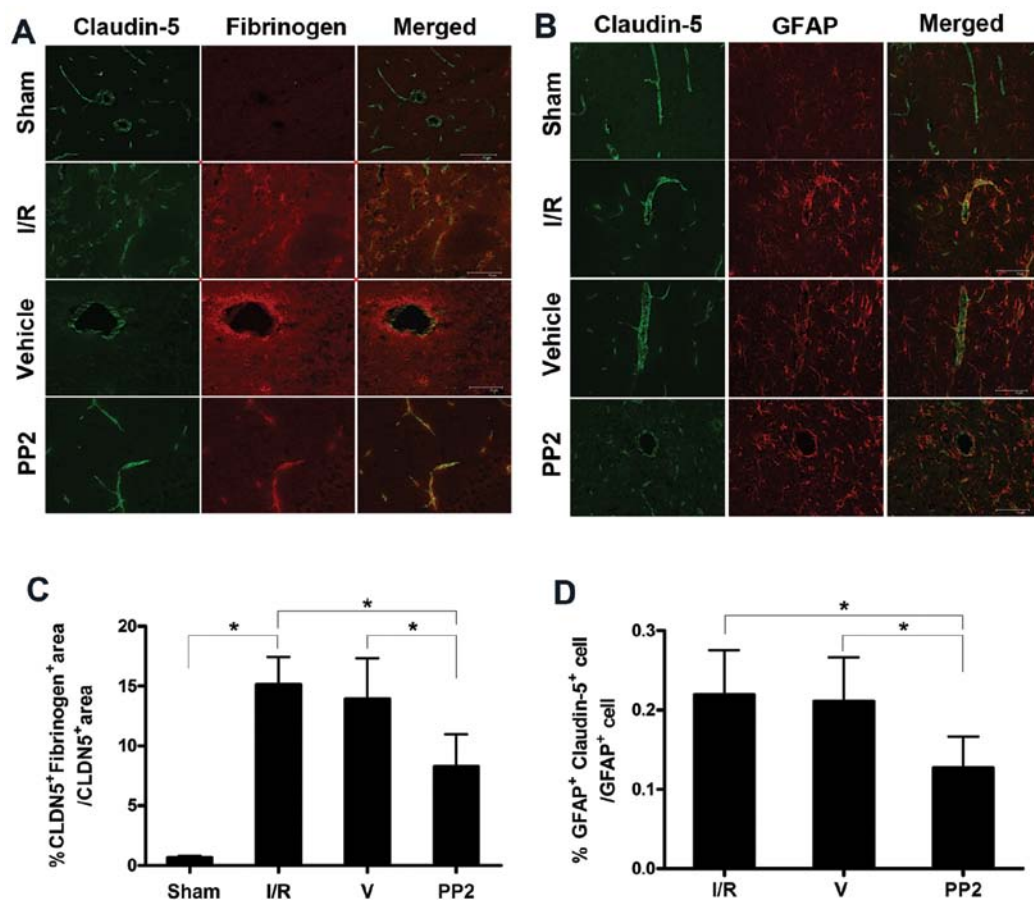 A
Claudin-5 Fibrinogen Merged
Sham
I/R
Vehicle
PP2
B
Claudin-5 GFAP Merged
Sham
I/R
Vehicle
PP2
C
%CLDN5+Fibrinogen+area
/CLDN5+area
20
15
10
5
0
* * *
Sham I/R V PP2
D
% GFAP+ Claudin-5+ cell
/GFAP+ cell
0.3
0.2
0.1
0.0
* *
I/R V PP2